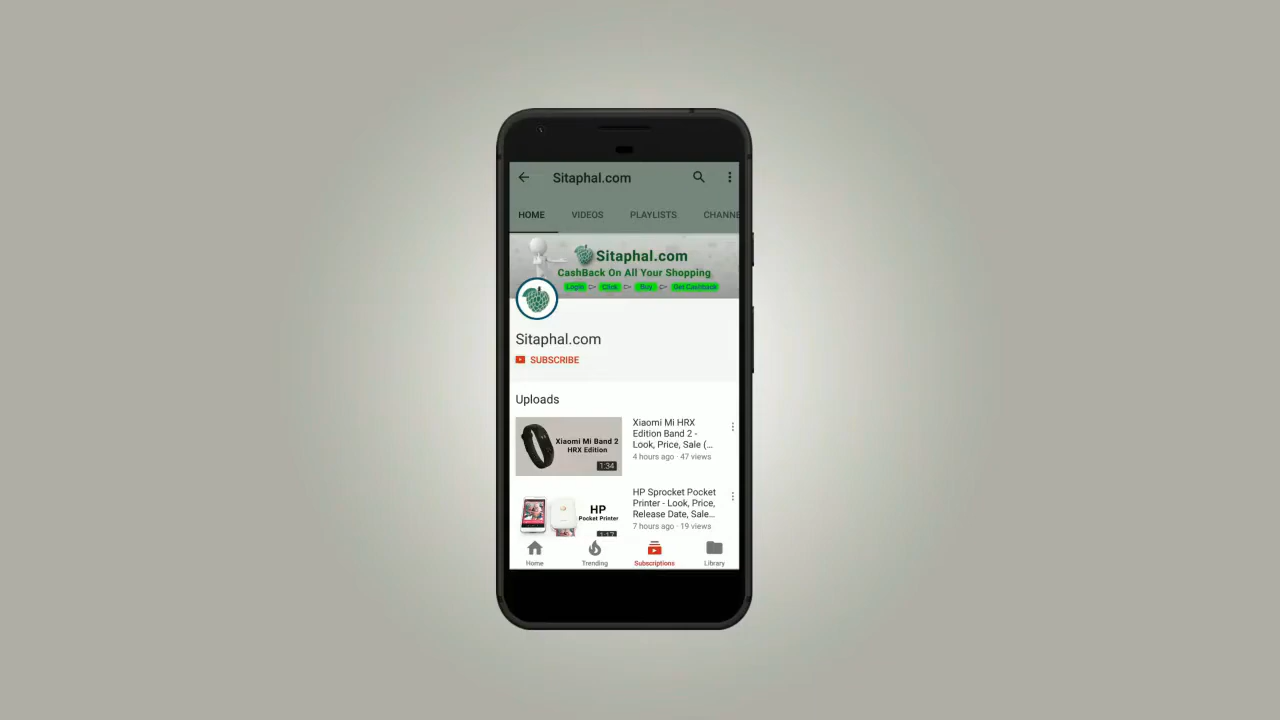 Sitaphal.com
HOME VIDEOS PLAYLISTS CHANNE
Sitaphal.com
CashBack On All Your Shopping
Login Click Buy Get Cashback
Sitaphal.com
SUBSCRIBE
Uploads
Xiaomi Mi Band 2
HRX Edition
1:34
Xiaomi Mi HRX
Edition Band 2 -
Look, Price, Sale (...
4 hours ago · 47 views
HP
Pocket Printer
1:17
HP Sprocket Pocket
Printer - Look, Price,
Release Date, Sale...
7 hours ago · 19 views
Home Trending Subscriptions Library